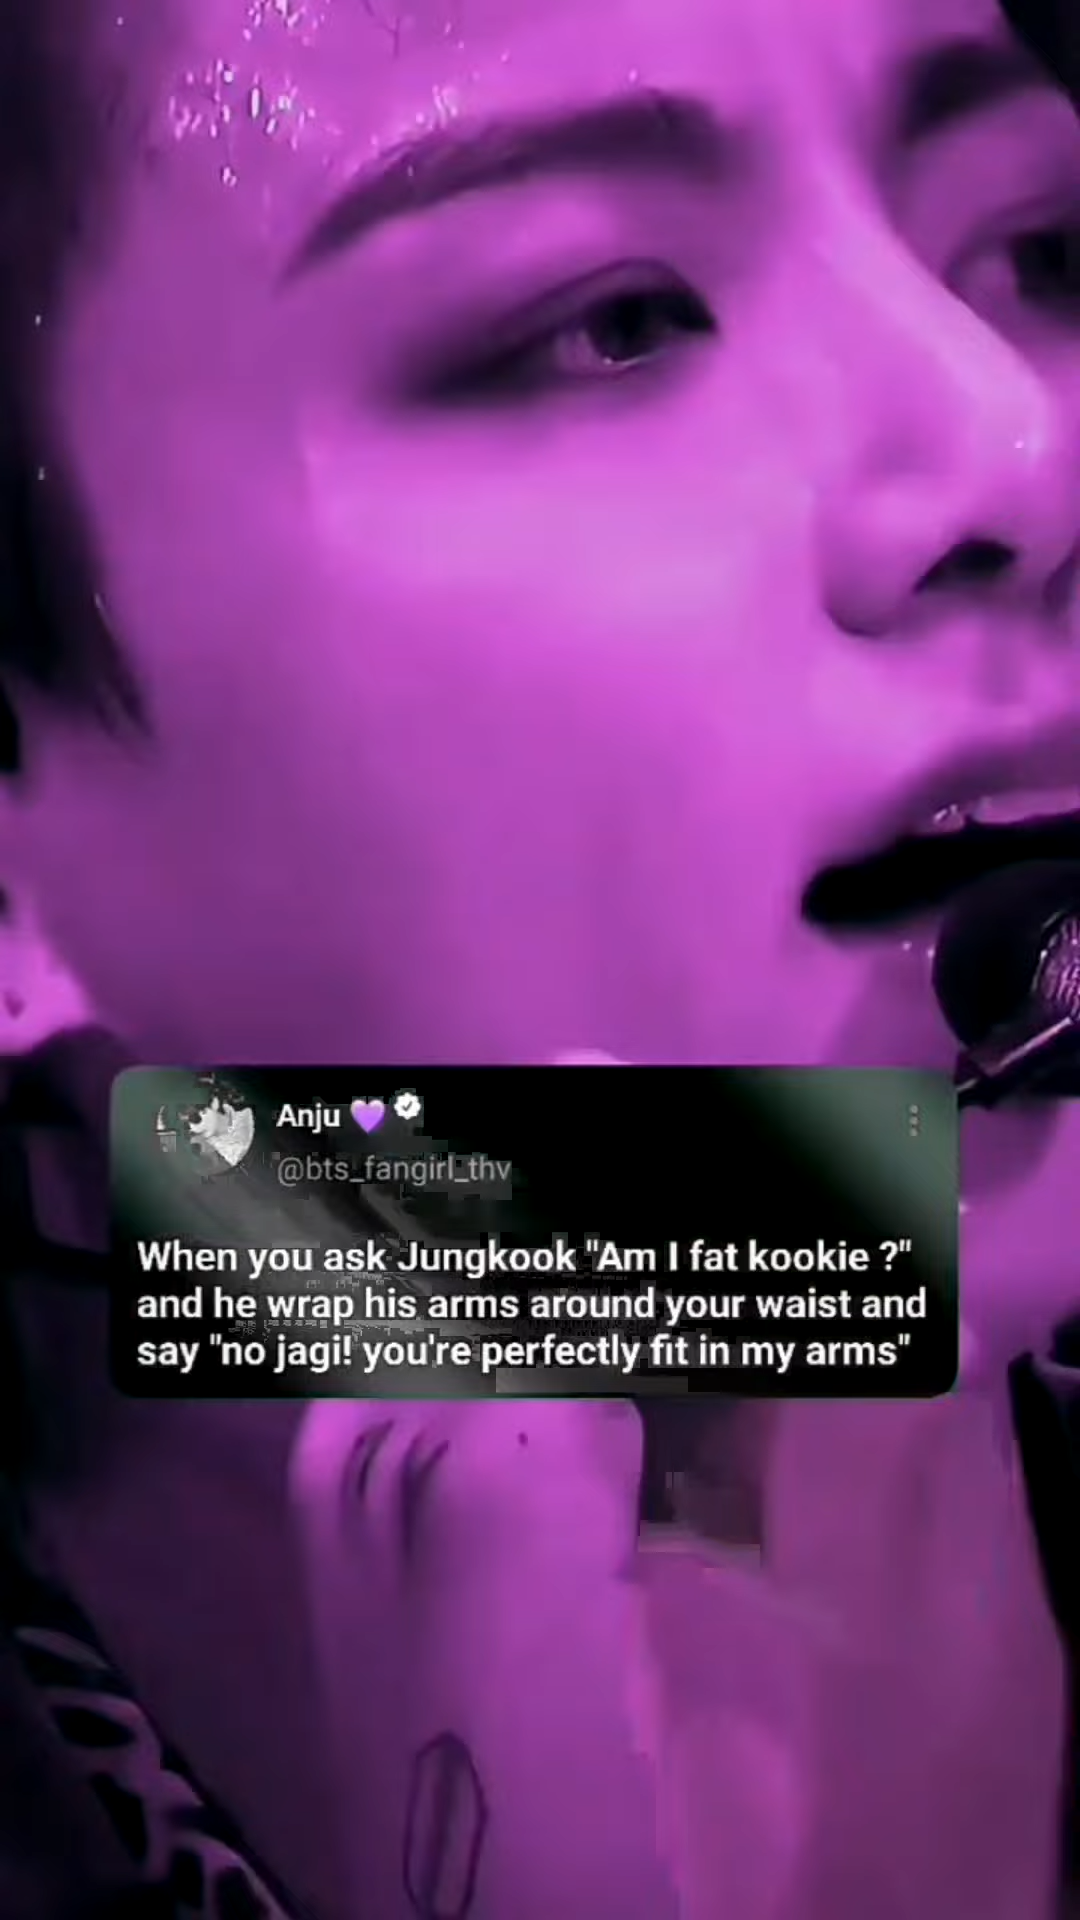 Anju 💜
@bts_fangirl_thv
When you ask Jungkook "Am I fat kookie ?"
and he wrap his arms around your waist and
say "no jagi! you're perfectly fit in my arms"